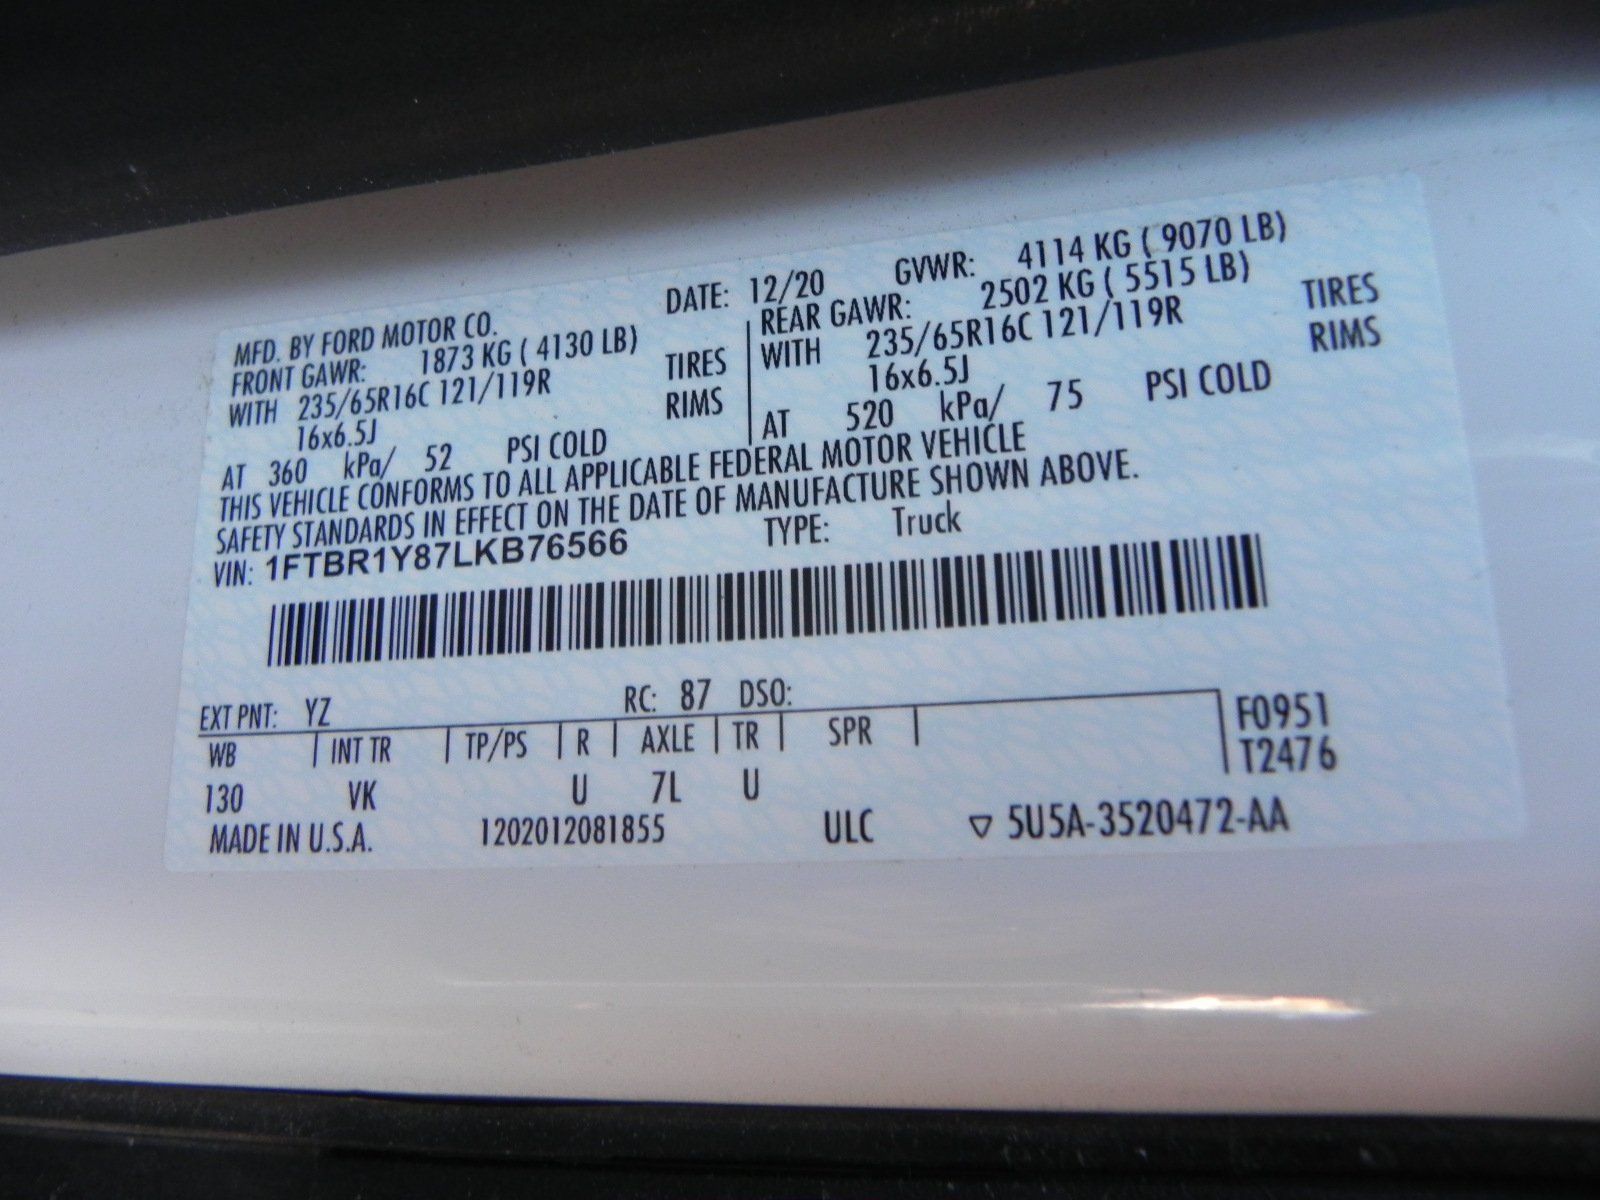 MFD. BY FORD MOTOR CO. DATE: 12/20 GVWR: 4114 KG ( 9070 LB)
FRONT GAWR: 1873 KG ( 4130 LB) REAR GAWR: 2502 KG ( 5515 LB)
WITH 235/65R16C 121/119R TIRES WITH 235/65R16C 121/119R TIRES
16x6.5J RIMS 16x6.5J RIMS
AT 360 kPa/ 52 PSI COLD AT 520 kPa/ 75 PSI COLD
THIS VEHICLE CONFORMS TO ALL APPLICABLE FEDERAL MOTOR VEHICLE
SAFETY STANDARDS IN EFFECT ON THE DATE OF MANUFACTURE SHOWN ABOVE.
VIN: 1FTBR1Y87LKB76566 TYPE: Truck
EXT PNT: YZ RC: 87 DSO:
WB | INT TR | TP/PS | R | AXLE | TR | SPR | F0951
T2476
130 VK U 7L U
MADE IN U.S.A. 1202012081855 ULC ▽ 5U5A-3520472-AA